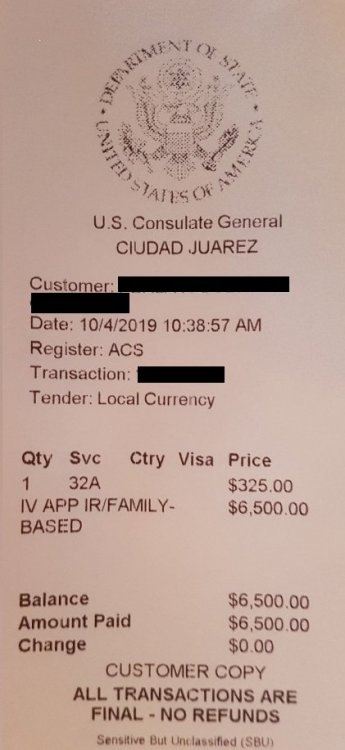 DEPARTMENT OF STATE
UNITED STATES OF AMERICA
U.S. Consulate General
CIUDAD JUAREZ
Customer:
Date: 10/4/2019 10:38:57 AM
Register: ACS
Transaction:
Tender: Local Currency
Qty Svc Ctry Visa Price
1 32A $325.00
IV APP IR/FAMILY- $6,500.00
BASED
Balance $6,500.00
Amount Paid $6,500.00
Change $0.00
CUSTOMER COPY
ALL TRANSACTIONS ARE
FINAL - NO REFUNDS
Sensitive But Unclassified (SBU)